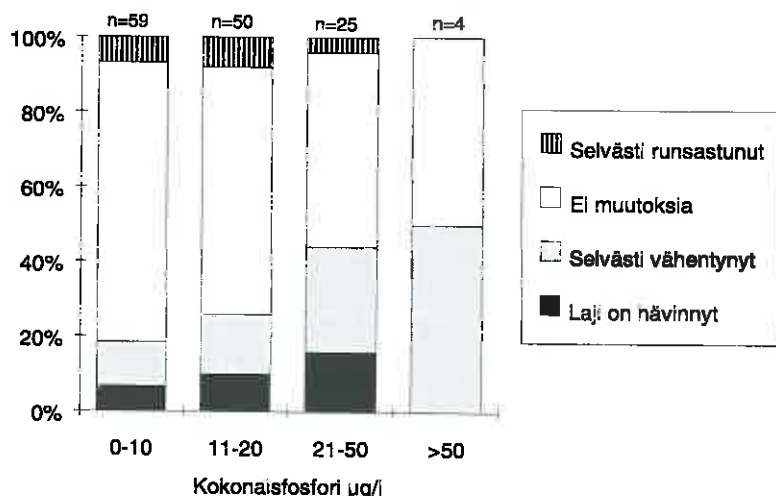 n=59 n=50 n=25 n=4
100%
80%
60%
40%
20%
0%
0-10 11-20 21-50 >50
Kokonaisfosfori µg/l
Selvästi runsastunut
Ei muutoksia
Selvästi vähentynyt
Laji on hävinnyt